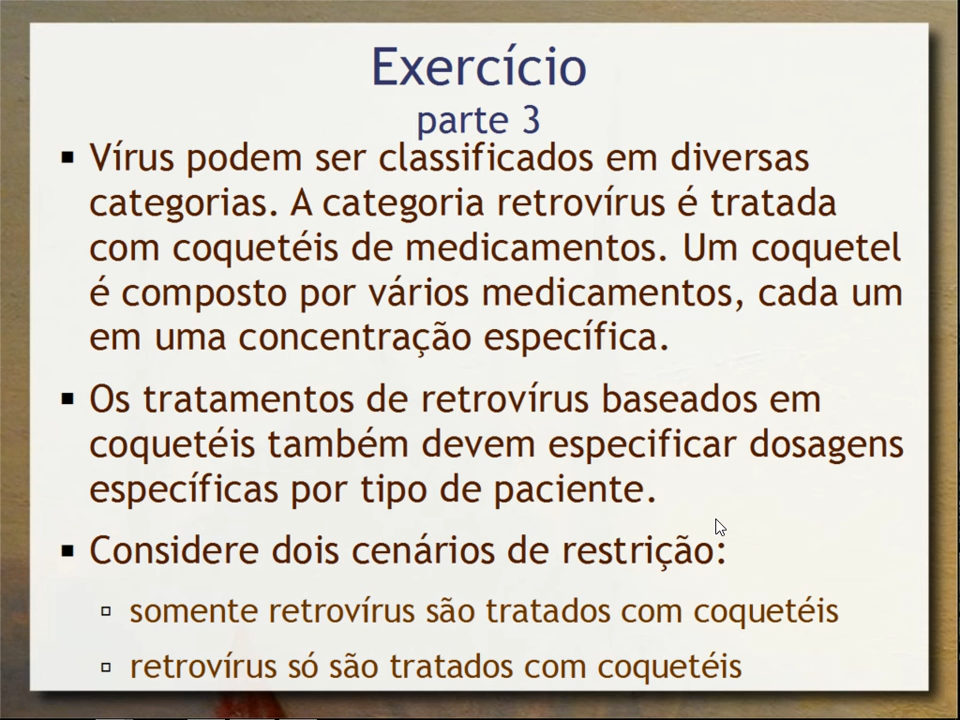 Exercício
parte 3
Vírus podem ser classificados em diversas
categorias. A categoria retrovírus é tratada
com coquetéis de medicamentos. Um coquetel
é composto por vários medicamentos, cada um
em uma concentração específica.
Os tratamentos de retrovírus baseados em
coquetéis também devem especificar dosagens
específicas por tipo de paciente.
Considere dois cenários de restrição:
somente retrovírus são tratados com coquetéis
retrovírus só são tratados com coquetéis